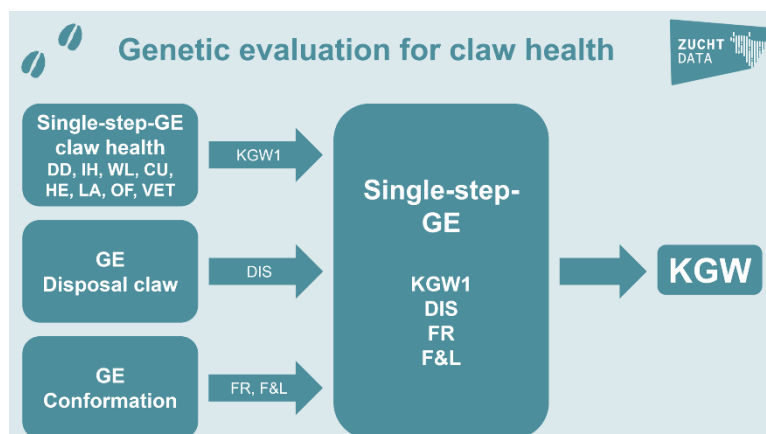 Genetic evaluation for claw health
ZUCHT
DATA
Single-step-GE
claw health
DD, IH, WL, CU,
HE, LA, OF, VET
KGW1
GE
Disposal claw
DIS
GE
Conformation
FR, F&L
Single-step-
GE
KGW1
DIS
FR
F&L
KGW